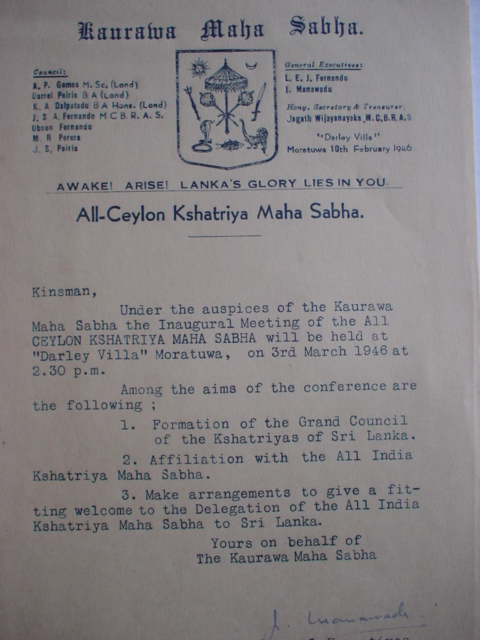 Kaurawa Maha Sabha.
Council:
A. P. Gomes M. Sc, (Lond)
Darrel Peiris B A (Lond)
K. A Dalpatadu B A Hons. (Lond)
J. S A. Fernando M C B R. A. S.
Ubsan Fernando
M. R Perera
J. S, Peiris
General Executives:
L. E. J. Fernando
J. Manawadu
Hony. Secretary & Treasurer:
Jagath Wijayanayaka, M.C,B.R.A.S
"Darley Villa"
Moratuwa 10th February 1946
AWAKE! ARISE! LANKA'S GLORY LIES IN YOU.
All-Ceylon Kshatriya Maha Sabha.
Kinsman,
Under the auspices of the Kaurawa
Maha Sabha the Inaugural Meeting of the All
CEYLON KSHATRIYA MAHA SABHA will be held at
"Darley Villa" Moratuwa, on 3rd March 1946 at
2.30 p.m.
Among the aims of the conference are
the following ;
1. Formation of the Grand Council
of the Kshatriyas of Sri Lanka.
2. Affiliation with the All India
Kshatriya Maha Sabha.
3. Make arrangements to give a fit-
ting welcome to the Delegation of the All India
Kshatriya Maha Sabha to Sri Lanka.
Yours on behalf of
The Kaurawa Maha Sabha
J. Manawadu.